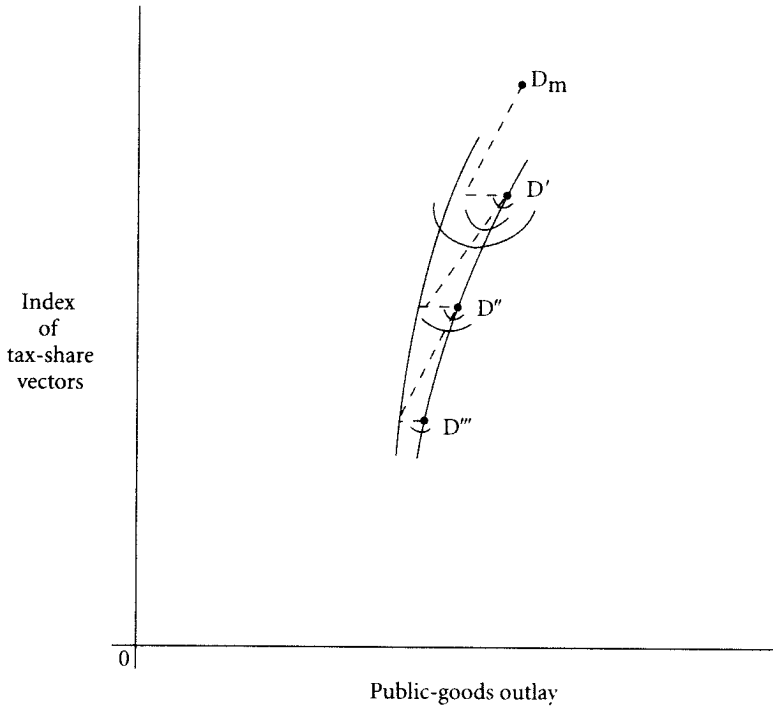 Dm
D′
D″
D‴
Index
of
tax-share
vectors
0
Public-goods outlay